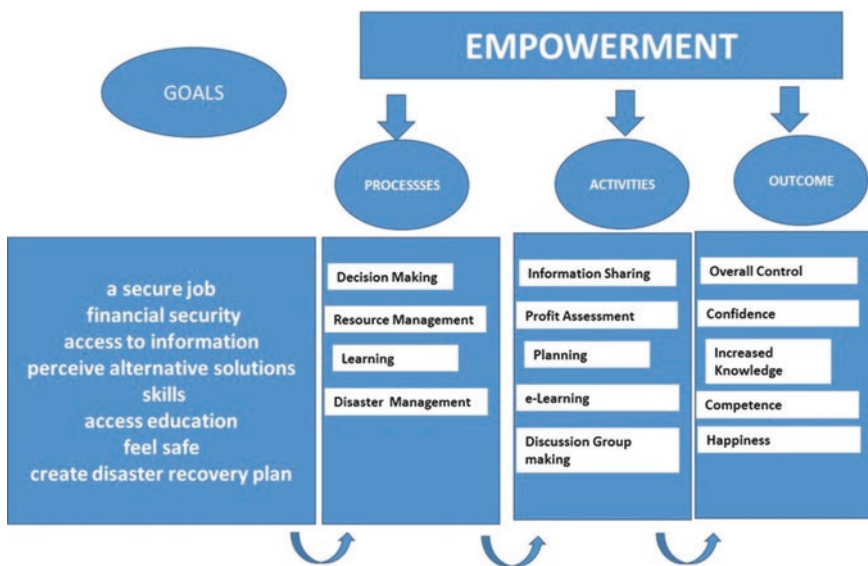 EMPOWERMENT
GOALS
PROCESSSES
ACTIVITIES
OUTCOME
a secure job
financial security
access to information
perceive alternative solutions
skills
access education
feel safe
create disaster recovery plan
Decision Making
Resource Management
Learning
Disaster Management
Information Sharing
Profit Assessment
Planning
e-Learning
Discussion Group
making
Overall Control
Confidence
Increased
Knowledge
Competence
Happiness